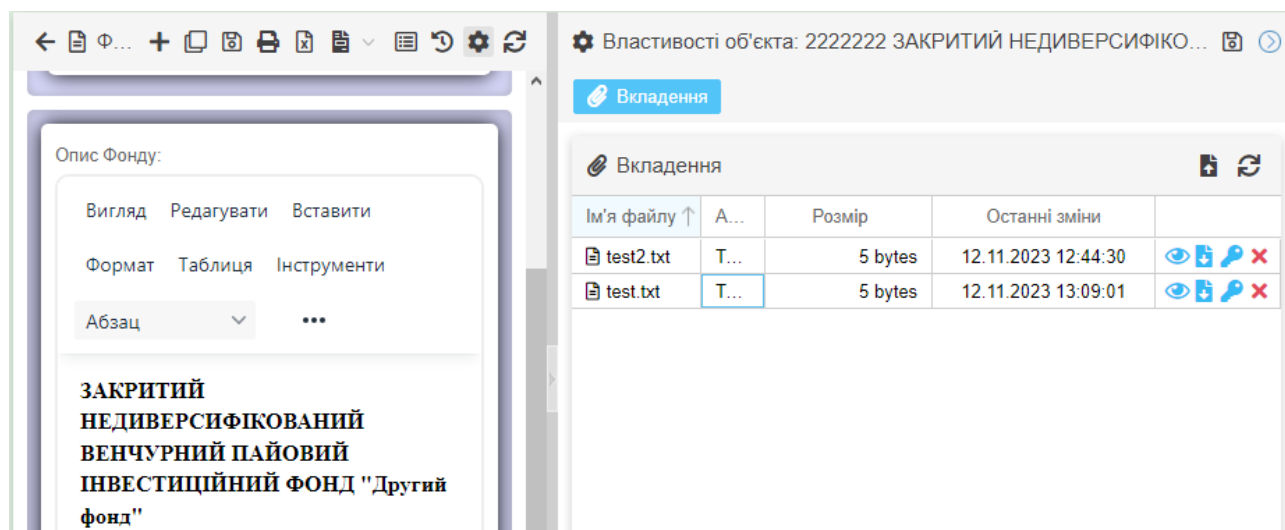 Ф...
Властивості об'єкта: 2222222 ЗАКРИТИЙ НЕДИВЕРСИФІКО...
Вкладення
Опис Фонду:
Вигляд Редагувати Вставити
Формат Таблиця Інструменти
Абзац
ЗАКРИТИЙ
НЕДИВЕРСИФІКОВАНИЙ
ВЕНЧУРНИЙ ПАЙОВИЙ
ІНВЕСТИЦІЙНИЙ ФОНД "Другий
фонд"
Вкладення
Ім'я файлу А... Розмір Останні зміни
test2.txt T... 5 bytes 12.11.2023 12:44:30
test.txt T... 5 bytes 12.11.2023 13:09:01